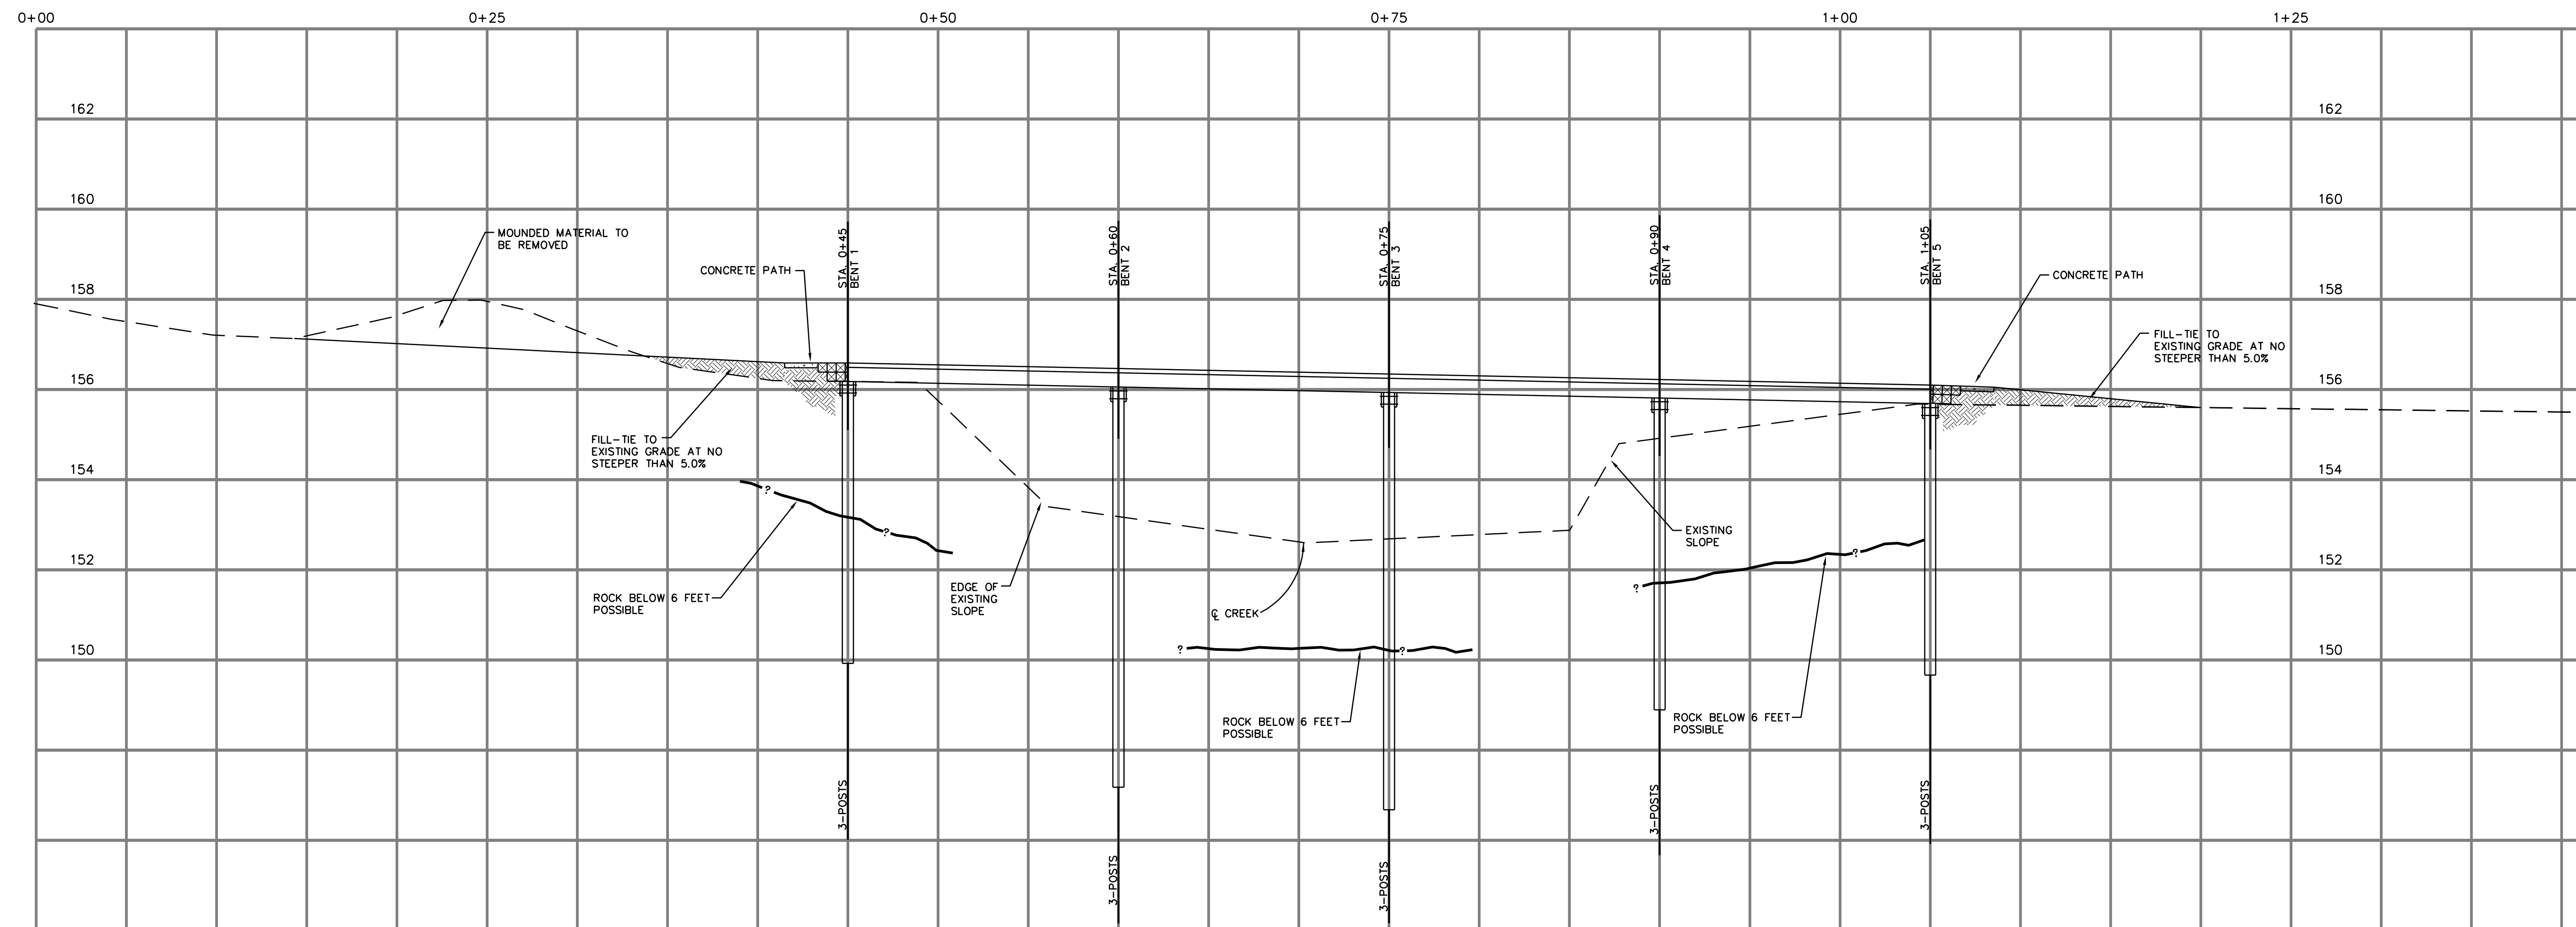 0+00
0+25
0+50
0+75
1+00
1+25
162
162
160
160
MOUNDED MATERIAL TO
BE REMOVED
CONCRETE PATH
STA. 0+45
BENT 1
STA. 0+60
BENT 2
STA. 0+75
BENT 3
STA. 0+90
BENT 4
STA. 1+05
BENT 5
CONCRETE PATH
158
158
FILL-TIE TO
EXISTING GRADE AT NO
STEEPER THAN 5.0%
156
156
FILL-TIE TO
EXISTING GRADE AT NO
STEEPER THAN 5.0%
154
154
?
?
EXISTING
SLOPE
152
152
?
?
EDGE OF
EXISTING
SLOPE
ROCK BELOW 6 FEET
POSSIBLE
℄ CREEK
150
150
?
?
ROCK BELOW 6 FEET
POSSIBLE
ROCK BELOW 6 FEET
POSSIBLE
3-POSTS
3-POSTS
3-POSTS
3-POSTS
3-POSTS